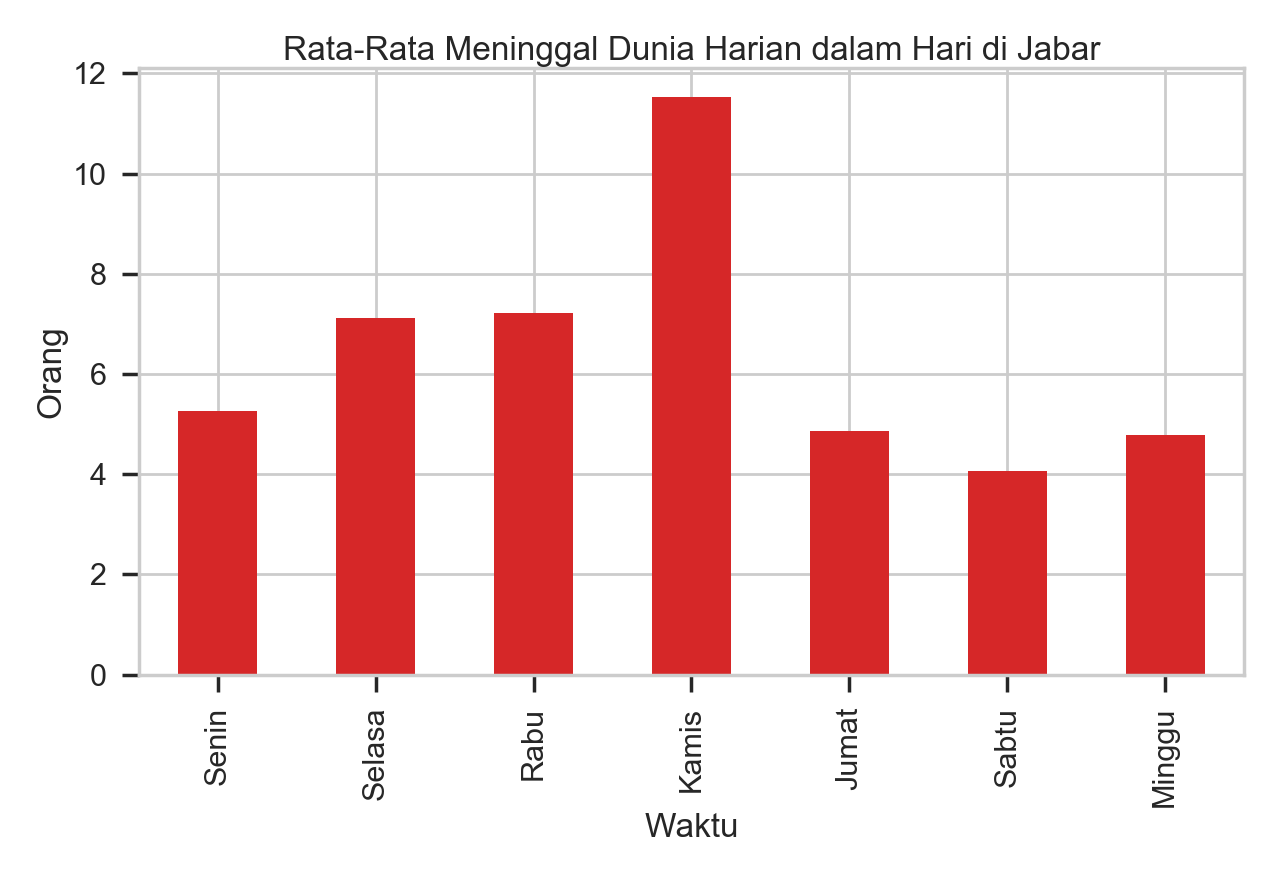 Rata-Rata Meninggal Dunia Harian dalam Hari di Jabar
12
10
8
6
4
2
0
Orang
Senin
Selasa
Rabu
Kamis
Jumat
Sabtu
Minggu
Waktu